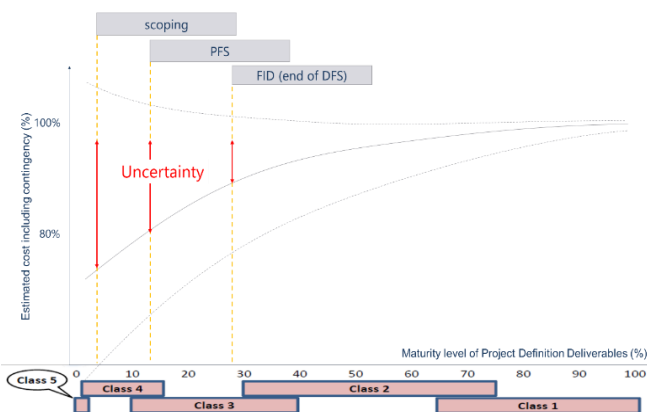 scoping
PFS
FID (end of DFS)
Estimated cost including contingency (%)
100%
80%
Uncertainty
Maturity level of Project Definition Deliverables (%)
0 10 20 30 40 50 60 70 80 90 100
Class 5
Class 4
Class 2
Class 3
Class 1